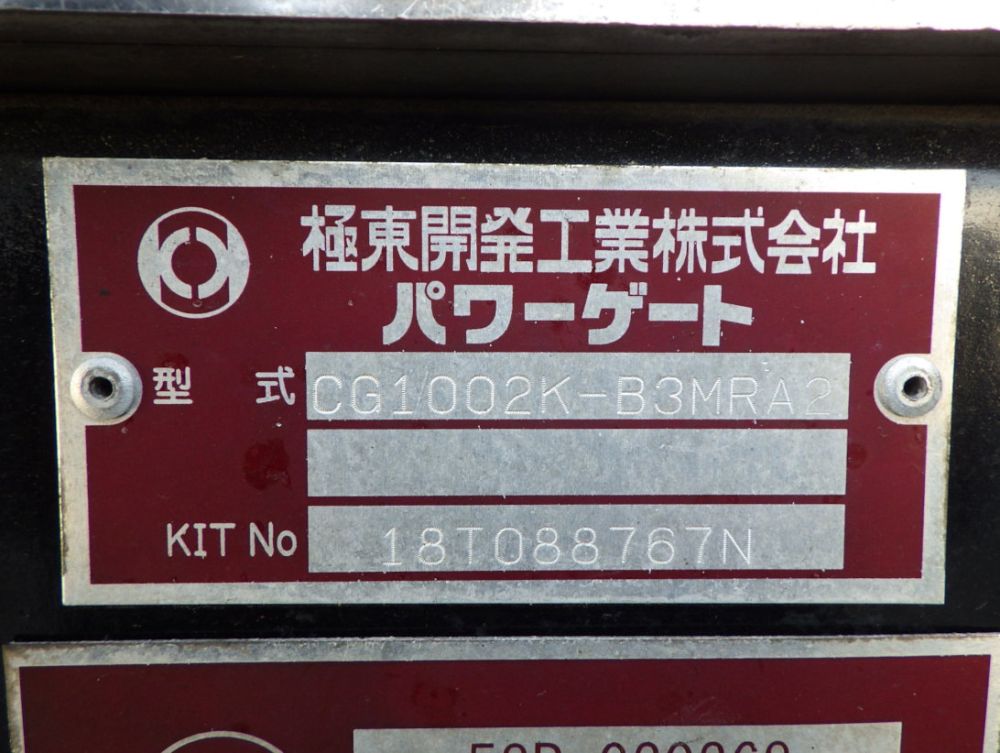 極東開発工業株式会社
パワーゲート
型 式 CG1002K-B3MRA2
KIT No 18T088767N